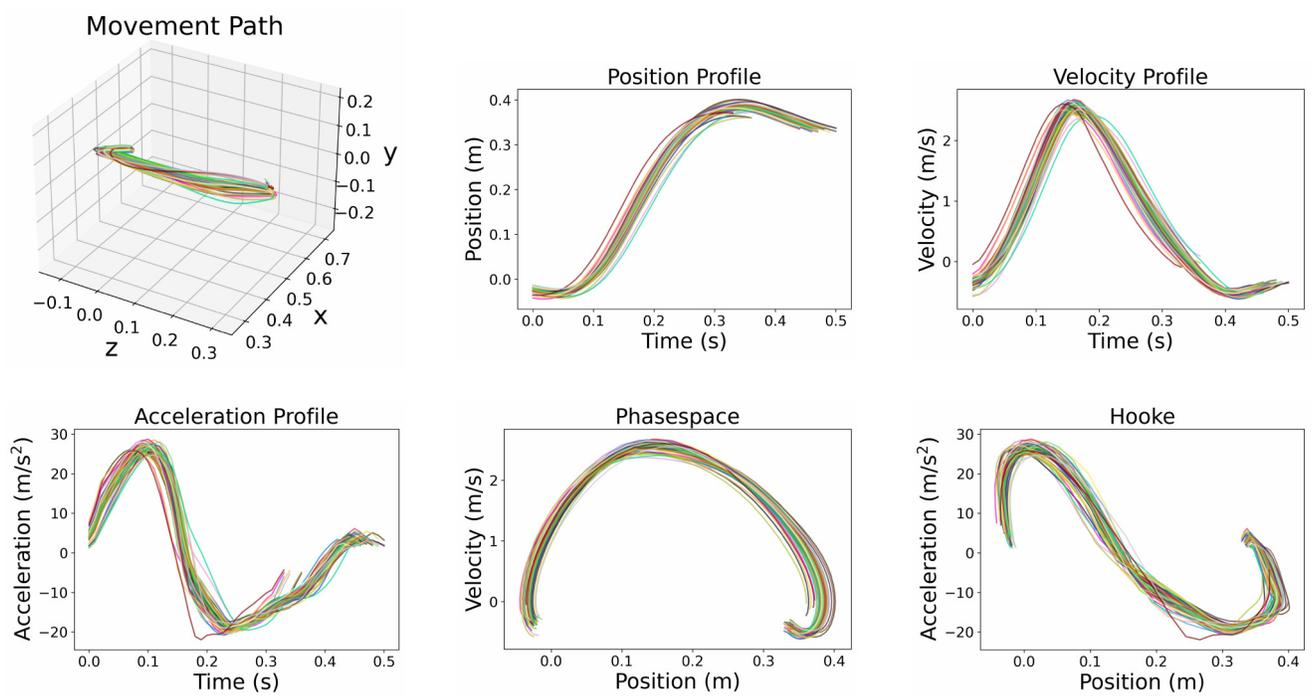 Movement Path
0.2
0.1
0.0
−0.1
−0.2
y
0.7
0.6
0.5
0.4
0.3
x
−0.1
0.0
0.1
0.2
0.3
z
Position Profile
0.4
0.3
0.2
0.1
0.0
Position (m)
0.0 0.1 0.2 0.3 0.4 0.5
Time (s)
Velocity Profile
2
1
0
Velocity (m/s)
0.0 0.1 0.2 0.3 0.4 0.5
Time (s)
Acceleration Profile
30
20
10
0
−10
−20
Acceleration (m/s²)
0.0 0.1 0.2 0.3 0.4 0.5
Time (s)
Phasespace
2
1
0
Velocity (m/s)
0.0 0.1 0.2 0.3 0.4
Position (m)
Hooke
30
20
10
0
−10
−20
Acceleration (m/s²)
0.0 0.1 0.2 0.3 0.4
Position (m)